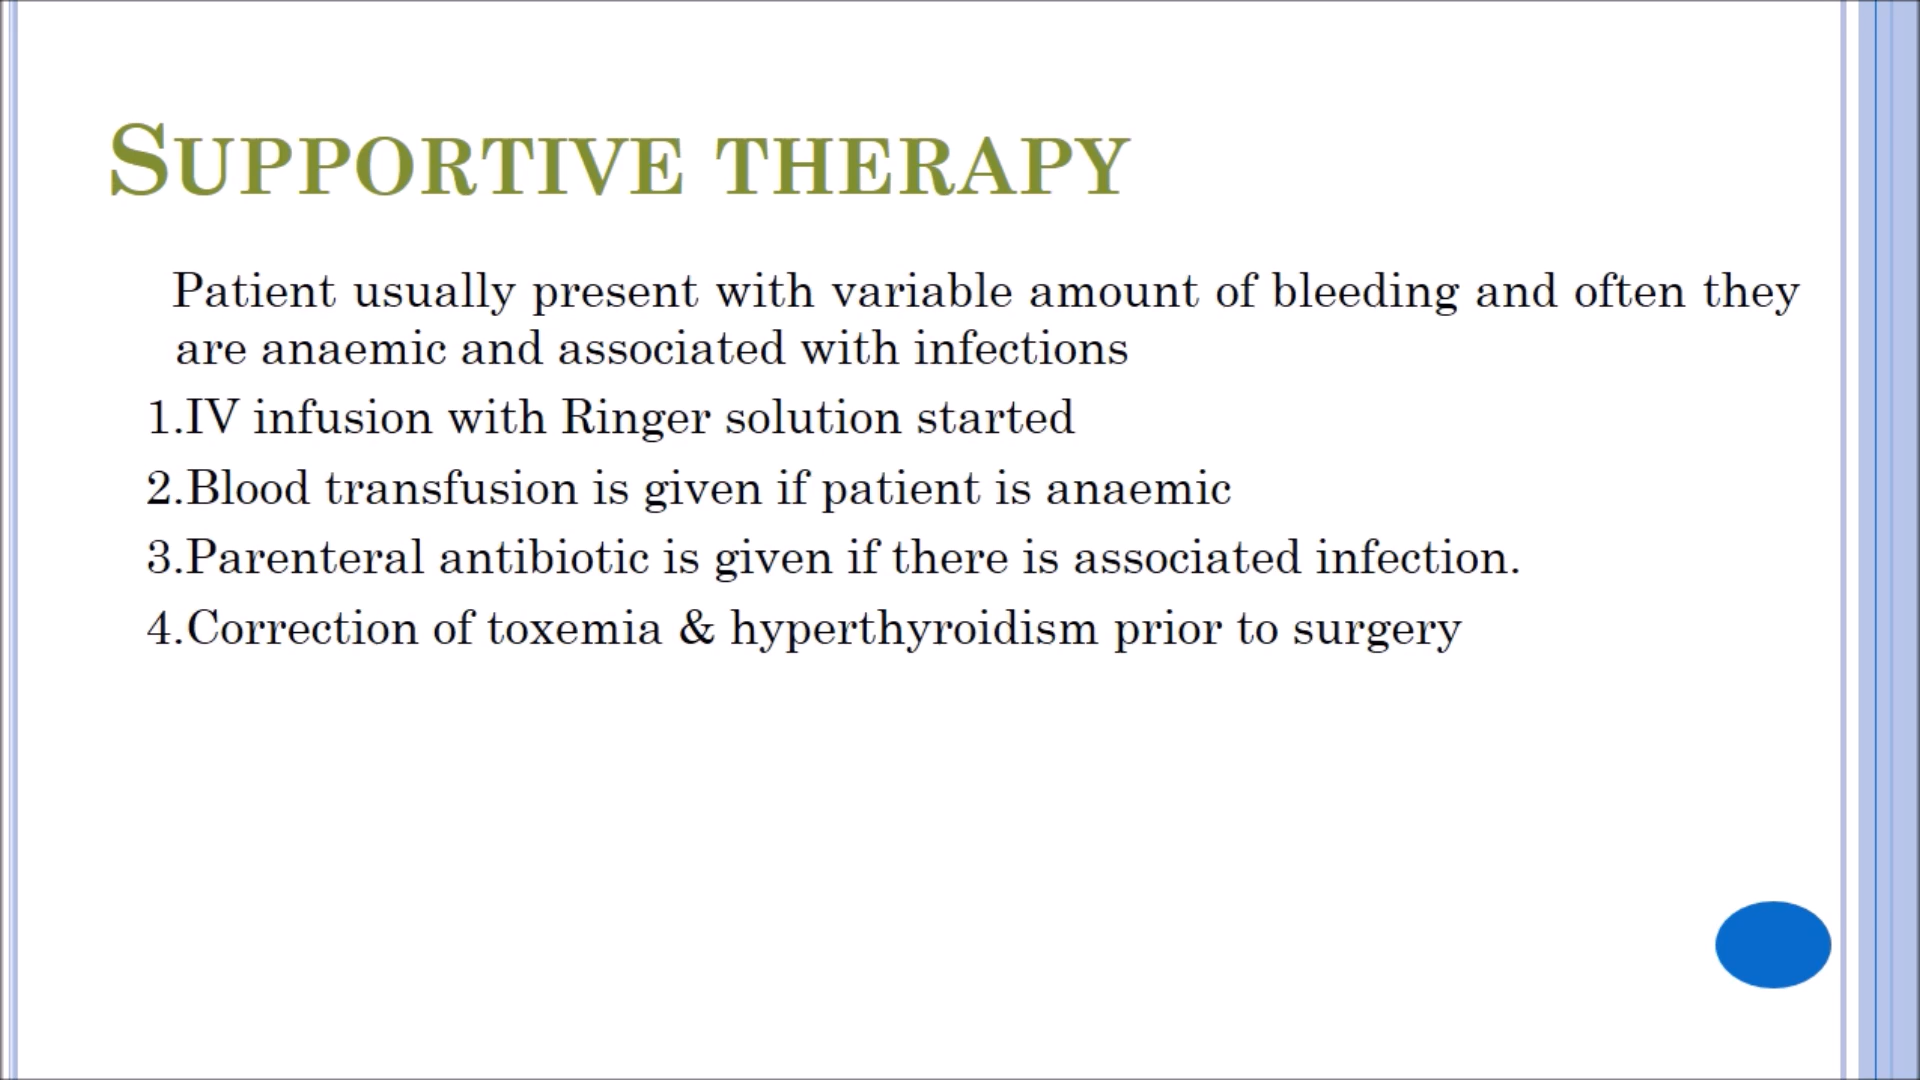 SUPPORTIVE THERAPY
Patient usually present with variable amount of bleeding and often they
are anaemic and associated with infections
1.IV infusion with Ringer solution started
2.Blood transfusion is given if patient is anaemic
3.Parenteral antibiotic is given if there is associated infection.
4.Correction of toxemia & hyperthyroidism prior to surgery